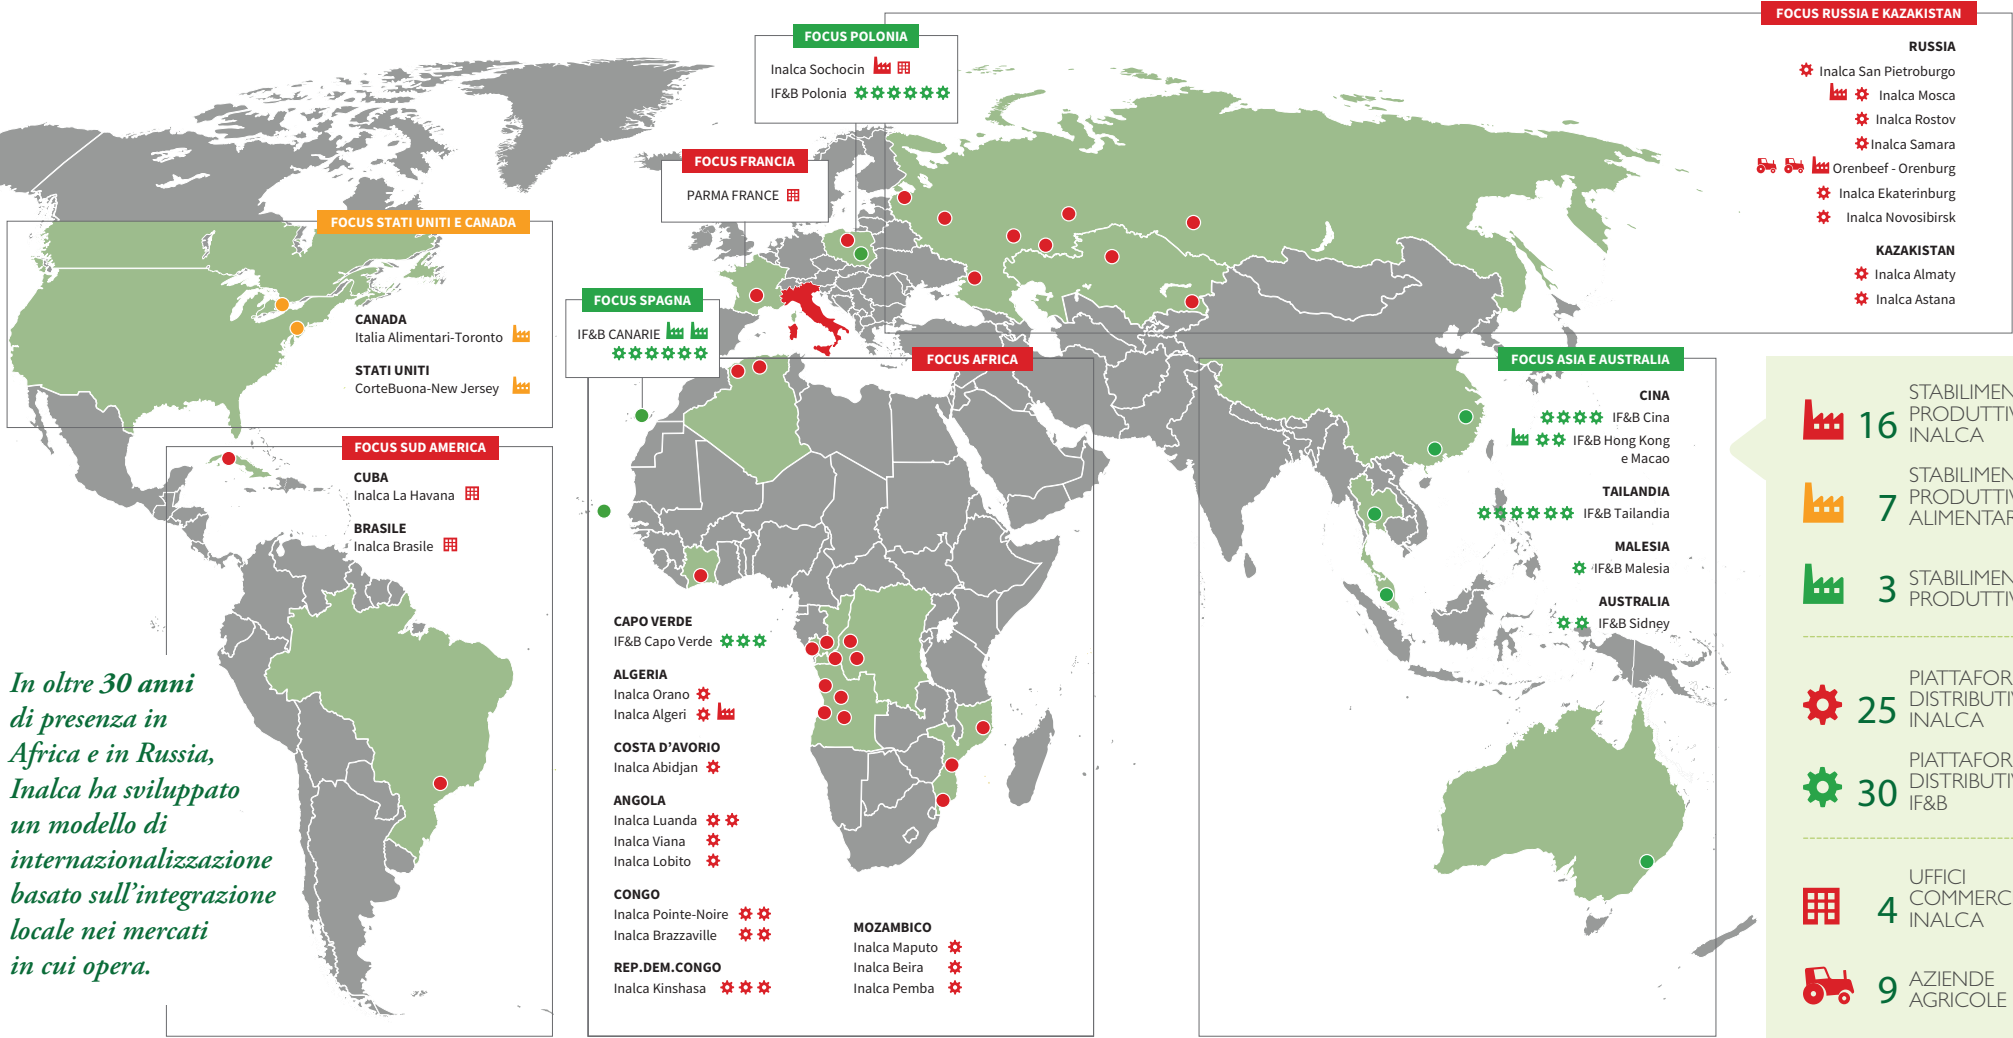 FOCUS RUSSIA E KAZAKISTAN
RUSSIA
Inalca San Pietroburgo
Inalca Mosca
Inalca Rostov
Inalca Samara
Orenbeef - Orenburg
Inalca Ekaterinburg
Inalca Novosibirsk
KAZAKISTAN
Inalca Almaty
Inalca Astana
FOCUS POLONIA
Inalca Sochocin
IF&B Polonia
FOCUS FRANCIA
PARMA FRANCE
FOCUS STATI UNITI E CANADA
CANADA
Italia Alimentari-Toronto
STATI UNITI
CorteBuona-New Jersey
FOCUS SPAGNA
IF&B CANARIE
FOCUS SUD AMERICA
CUBA
Inalca La Havana
BRASILE
Inalca Brasile
FOCUS AFRICA
CAPO VERDE
IF&B Capo Verde
ALGERIA
Inalca Orano
Inalca Algeri
COSTA D'AVORIO
Inalca Abidjan
ANGOLA
Inalca Luanda
Inalca Viana
Inalca Lobito
CONGO
Inalca Pointe-Noire
Inalca Brazzaville
REP.DEM.CONGO
Inalca Kinshasa
MOZAMBICO
Inalca Maputo
Inalca Beira
Inalca Pemba
FOCUS ASIA E AUSTRALIA
CINA
IF&B Cina
IF&B Hong Kong
e Macao
TAILANDIA
IF&B Tailandia
MALESIA
IF&B Malesia
AUSTRALIA
IF&B Sidney
In oltre 30 anni
di presenza in
Africa e in Russia,
Inalca ha sviluppato
un modello di
internazionalizzazione
basato sull'integrazione
locale nei mercati
in cui opera.
16
INALCA
7
3
25
INALCA
30
IF&B
4
UFFICI
INALCA
9
AZIENDE
AGRICOLE